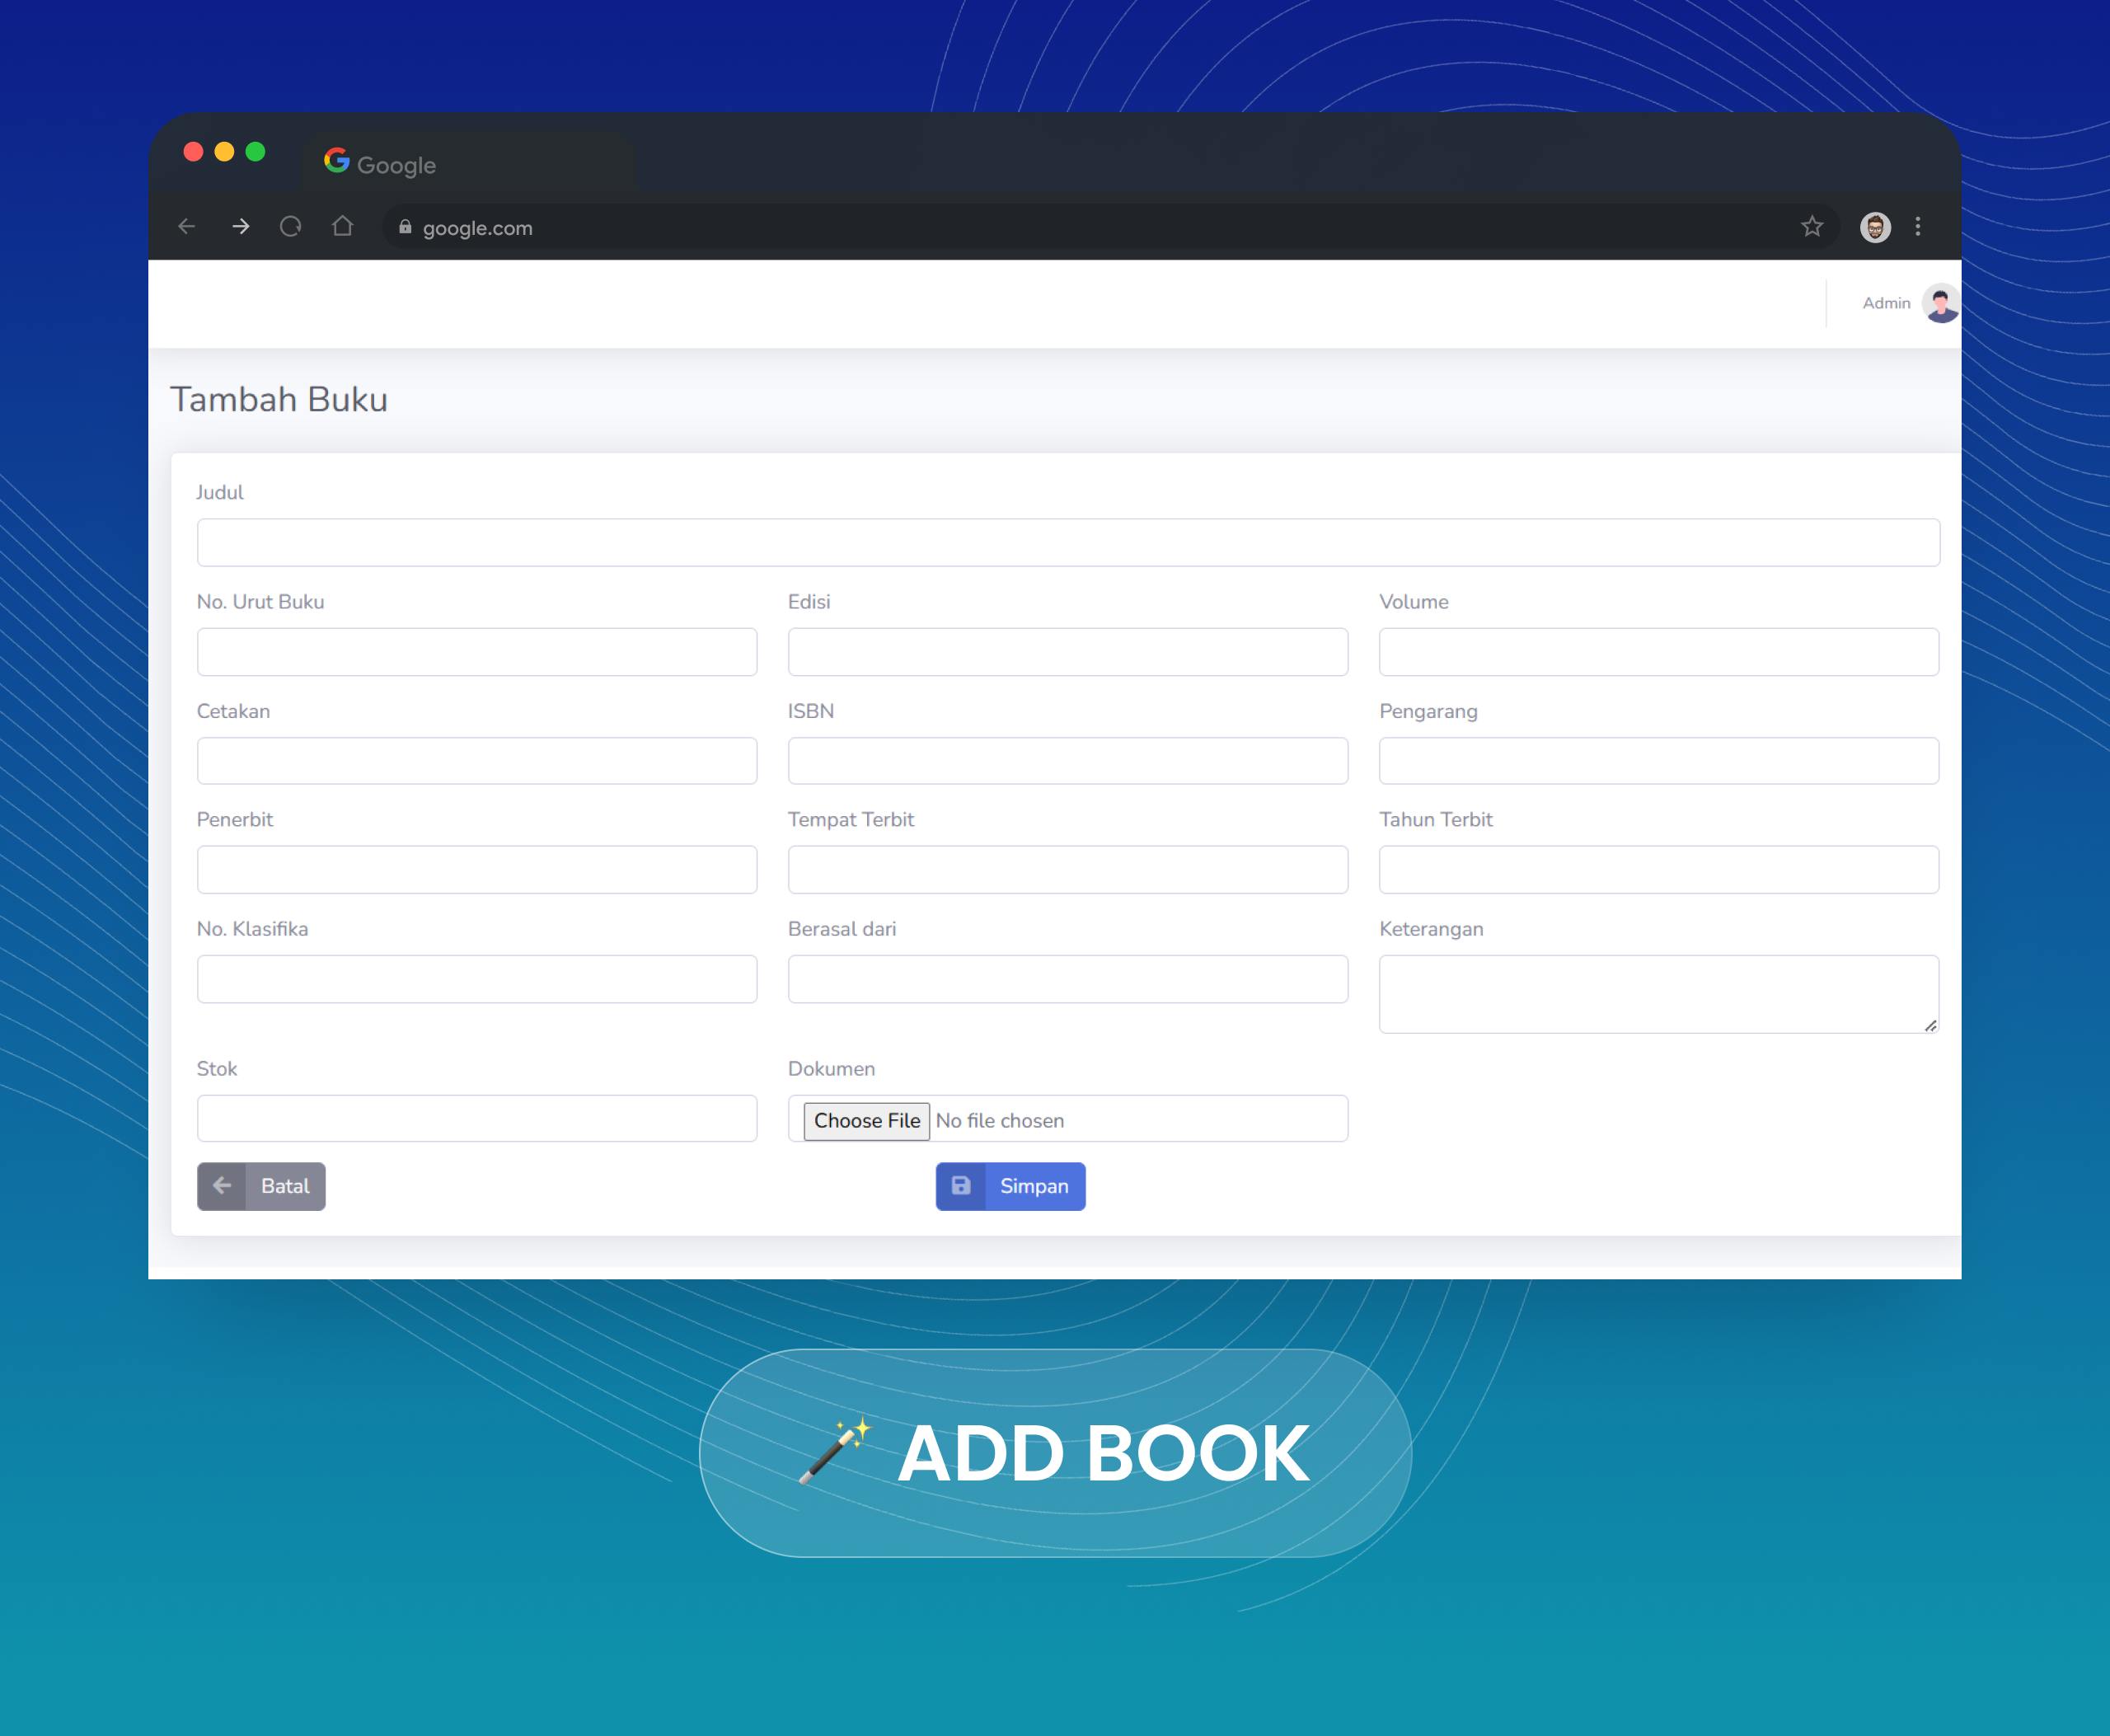 Google
google.com
Admin
Tambah Buku
Judul
No. Urut Buku
Edisi
Volume
Cetakan
ISBN
Pengarang
Penerbit
Tempat Terbit
Tahun Terbit
No. Klasifika
Berasal dari
Keterangan
Stok
Dokumen
Choose File No file chosen
Batal
Simpan
ADD BOOK